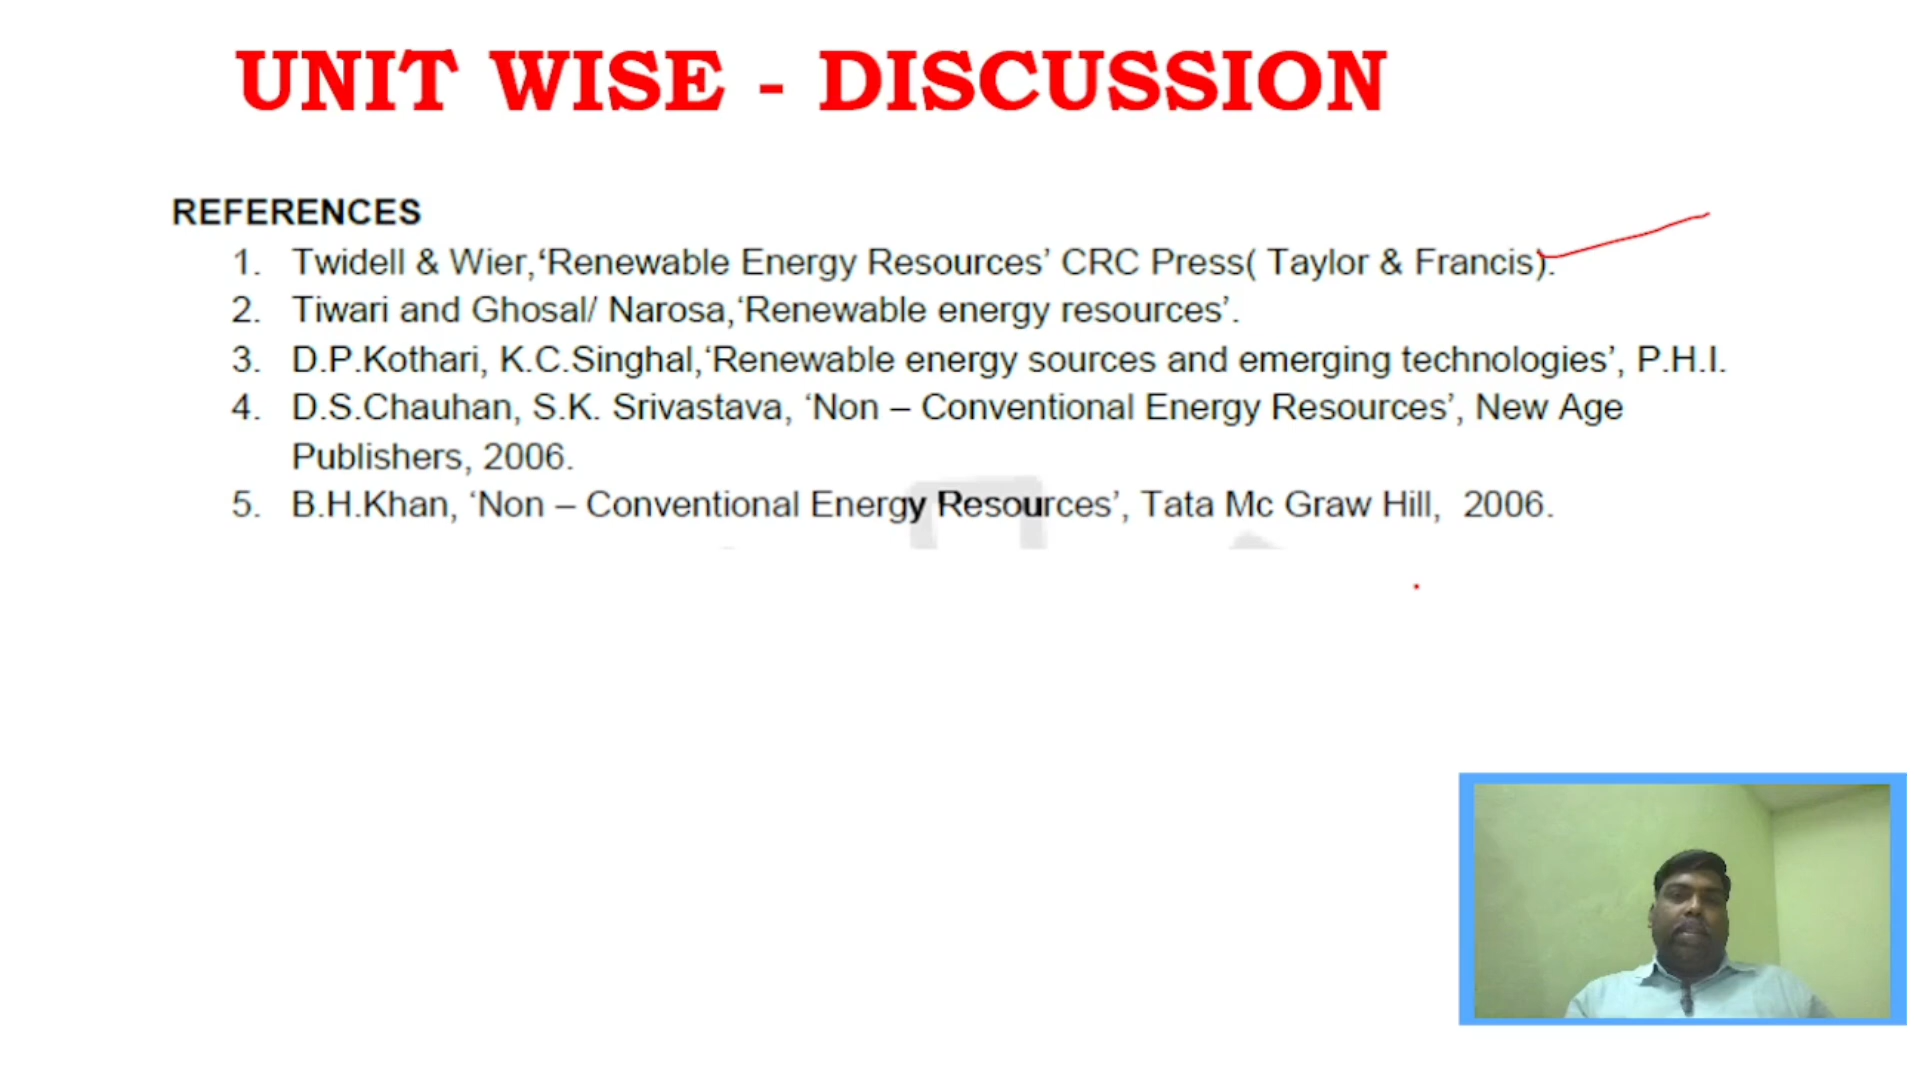 UNIT WISE - DISCUSSION
REFERENCES
1. Twidell & Wier,‘Renewable Energy Resources’ CRC Press( Taylor & Francis).
2. Tiwari and Ghosal/ Narosa,‘Renewable energy resources’.
3. D.P.Kothari, K.C.Singhal,‘Renewable energy sources and emerging technologies’, P.H.I.
4. D.S.Chauhan, S.K. Srivastava, ‘Non – Conventional Energy Resources’, New Age
Publishers, 2006.
5. B.H.Khan, ‘Non – Conventional Energy Resources’, Tata Mc Graw Hill, 2006.